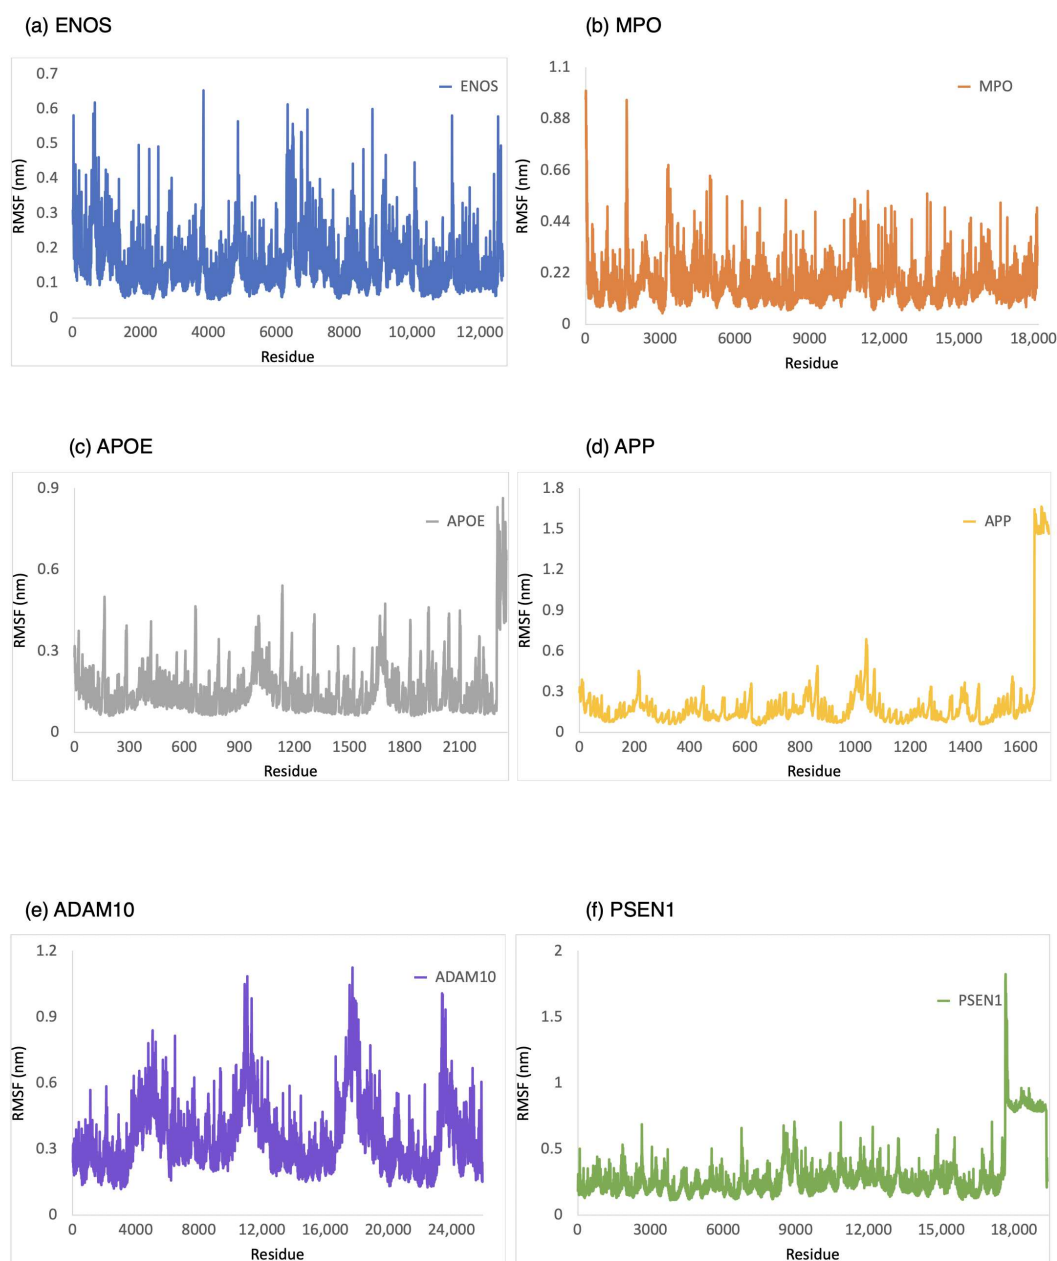 (a) ENOS
0.7
0.6
0.5
0.4
0.3
0.2
0.1
0
RMSF (nm)
ENOS
0 2000 4000 6000 8000 10,000 12,000
Residue
(b) MPO
1.1
0.88
0.66
0.44
0.22
0
RMSF (nm)
MPO
0 3000 6000 9000 12,000 15,000 18,000
Residue
(c) APOE
0.9
0.6
0.3
0
RMSF (nm)
APOE
0 300 600 900 1200 1500 1800 2100
Residue
(d) APP
1.8
1.5
1.2
0.9
0.6
0.3
0
RMSF (nm)
APP
0 200 400 600 800 1000 1200 1400 1600
Residue
(e) ADAM10
1.2
0.9
0.6
0.3
0
RMSF (nm)
ADAM10
0 4000 8000 12,000 16,000 20,000 24,000
Residue
(f) PSEN1
2
1.5
1
0.5
0
RMSF (nm)
PSEN1
0 3000 6000 9000 12,000 15,000 18,000
Residue